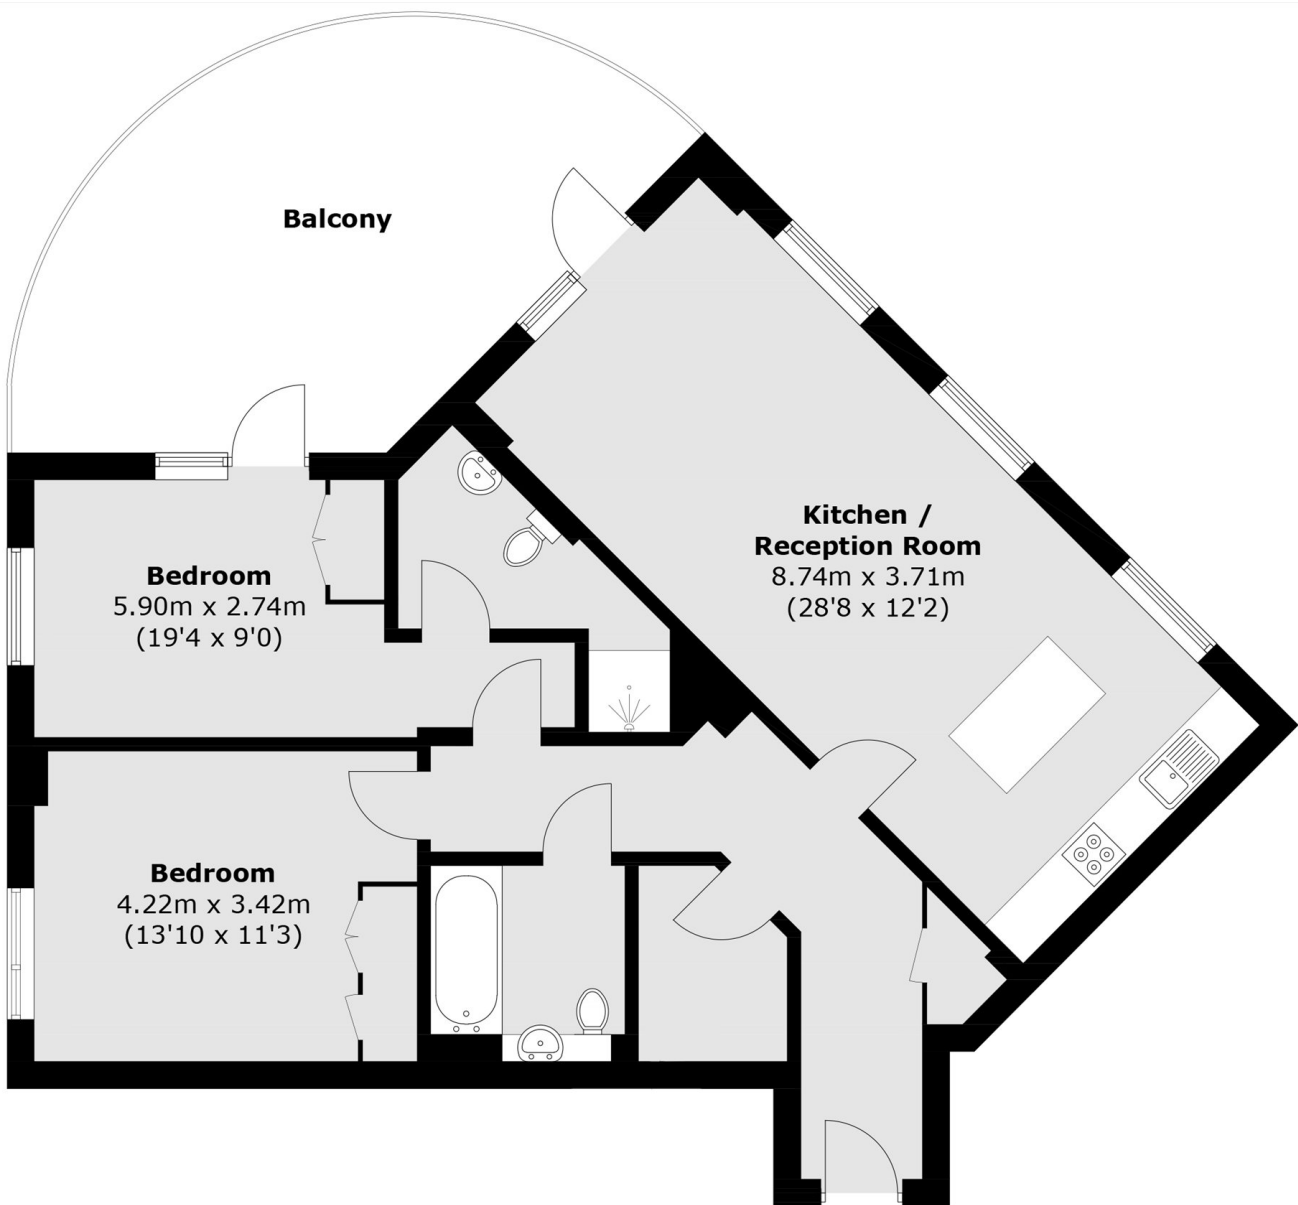 Balcony
Kitchen /
Reception Room
8.74m x 3.71m
(28'8 x 12'2)
Bedroom
5.90m x 2.74m
(19'4 x 9'0)
Bedroom
4.22m x 3.42m
(13'10 x 11'3)